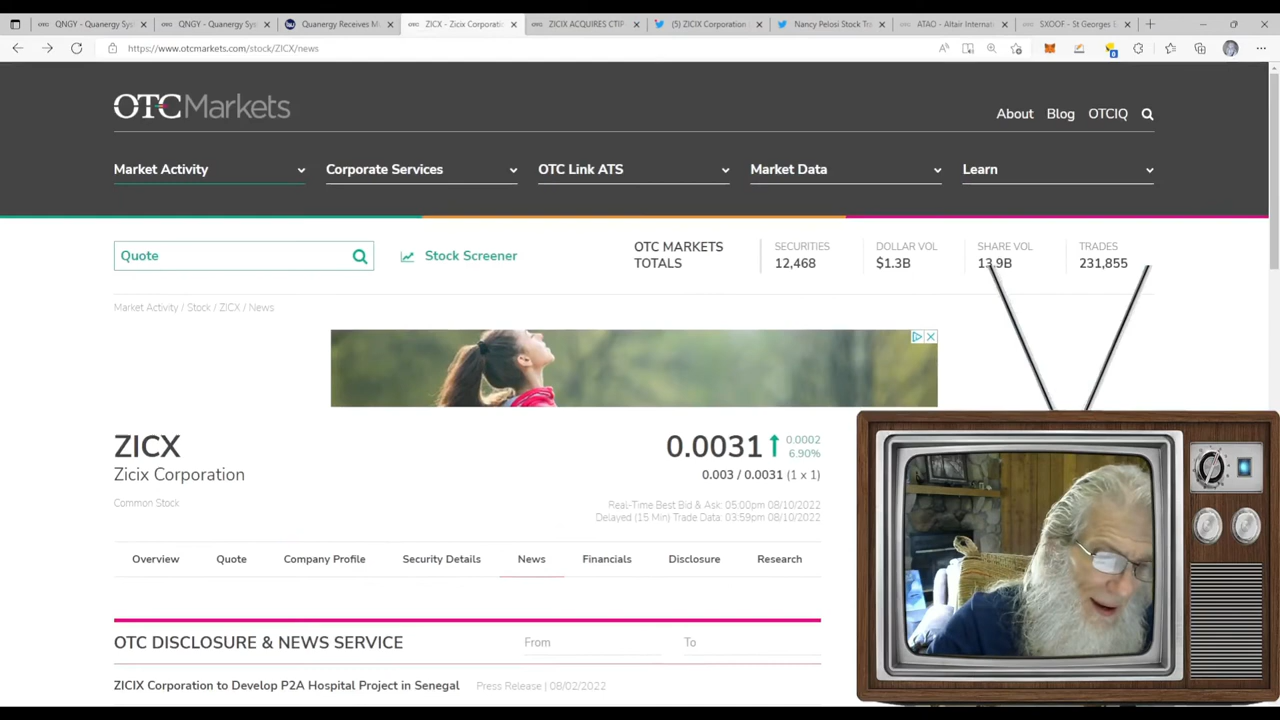 QNGY - Quanergy Sys
QNGY - Quanergy Sys
Quanergy Receives M
ZICX - Zicix Corporatio
ZICIX ACQUIRES CTIP
(5) ZICIX Corporation
Nancy Pelosi Stock Tra
ATAO - Altair Internati
SXOOF - St Georges E
https://www.otcmarkets.com/stock/ZICX/news
OTCMarkets
About Blog OTCIQ
Market Activity Corporate Services OTC Link ATS Market Data Learn
Quote
Stock Screener
OTC MARKETS TOTALS
SECURITIES
12,468
DOLLAR VOL
$1.3B
SHARE VOL
13.9B
TRADES
231,855
Market Activity / Stock / ZICX / News
ZICX
0.0031
0.0002
6.90%
Zicix Corporation
0.003 / 0.0031 (1 x 1)
Common Stock
Real-Time Best Bid & Ask: 05:00pm 08/10/2022
Delayed (15 Min) Trade Data: 03:59pm 08/10/2022
Overview Quote Company Profile Security Details News Financials Disclosure Research
OTC DISCLOSURE & NEWS SERVICE
From To
ZICIX Corporation to Develop P2A Hospital Project in Senegal Press Release | 08/02/2022